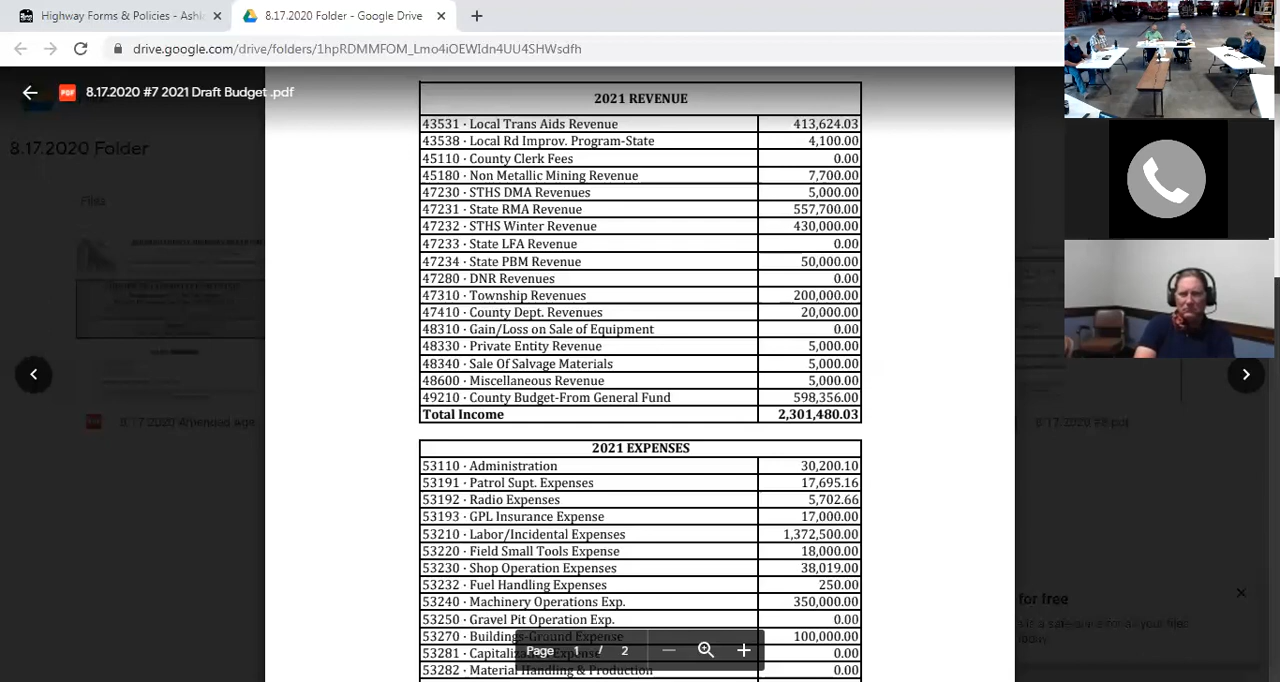 Highway Forms & Policies - Ashl
8.17.2020 Folder - Google Drive
drive.google.com/drive/folders/1hpRDMMFOM_Lmo4iOEWIdn4UU4SHWsdfh
8.17.2020 #7 2021 Draft Budget .pdf
8.17.2020 Folder
Files
2021 REVENUE
43531 · Local Trans Aids Revenue 413,624.03
43538 · Local Rd Improv. Program-State 4,100.00
45110 · County Clerk Fees 0.00
45180 · Non Metallic Mining Revenue 7,700.00
47230 · STHS DMA Revenues 5,000.00
47231 · State RMA Revenue 557,700.00
47232 · STHS Winter Revenue 430,000.00
47233 · State LFA Revenue 0.00
47234 · State PBM Revenue 50,000.00
47280 · DNR Revenues 0.00
47310 · Township Revenues 200,000.00
47410 · County Dept. Revenues 20,000.00
48310 · Gain/Loss on Sale of Equipment 0.00
48330 · Private Entity Revenue 5,000.00
48340 · Sale Of Salvage Materials 5,000.00
48600 · Miscellaneous Revenue 5,000.00
49210 · County Budget-From General Fund 598,356.00
Total Income 2,301,480.03
2021 EXPENSES
53110 · Administration 30,200.10
53191 · Patrol Supt. Expenses 17,695.16
53192 · Radio Expenses 5,702.66
53193 · GPL Insurance Expense 17,000.00
53210 · Labor/Incidental Expenses 1,372,500.00
53220 · Field Small Tools Expense 18,000.00
53230 · Shop Operation Expenses 38,019.00
53232 · Fuel Handling Expenses 250.00
53240 · Machinery Operations Exp. 350,000.00
53250 · Gravel Pit Operation Exp. 0.00
53270 · Buildings-Ground Expense 100,000.00
53281 · Capitaliz 0.00
53282 · Material Handling & Production 0.00
Page 1 / 2
8.17.2020 Amended Age
8.17.2020 #8.pdf
for free